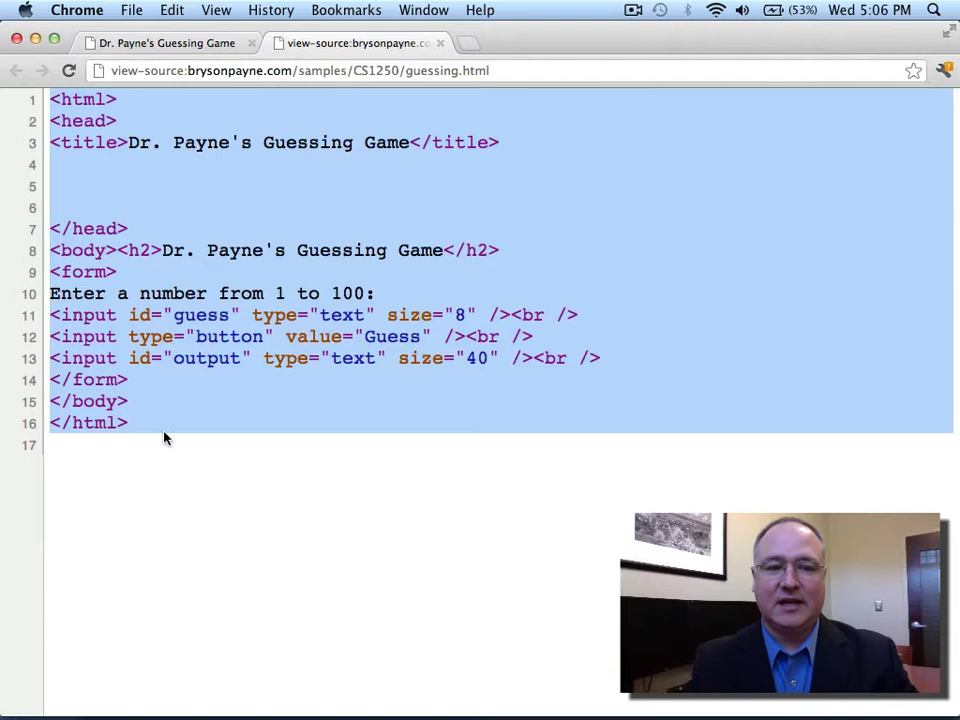 Chrome File Edit View History Bookmarks Window Help (53%) Wed 5:06 PM
Dr. Payne's Guessing Game view-source:brysonpayne.co
view-source:brysonpayne.com/samples/CS1250/guessing.html
1 <html>
2 <head>
3 <title>Dr. Payne's Guessing Game</title>
4
5
6
7 </head>
8 <body><h2>Dr. Payne's Guessing Game</h2>
9 <form>
10 Enter a number from 1 to 100:
11 <input id="guess" type="text" size="8" /><br />
12 <input type="button" value="Guess" /><br />
13 <input id="output" type="text" size="40" /><br />
14 </form>
15 </body>
16 </html>
17